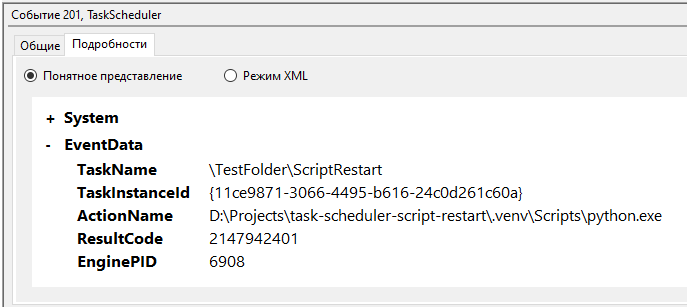 Событие 201, TaskScheduler
Общие Подробности
Понятное представление Режим XML
+ System
- EventData
TaskName \TestFolder\ScriptRestart
TaskInstanceId {11ce9871-3066-4495-b616-24c0d261c60a}
ActionName D:\Projects\task-scheduler-script-restart\.venv\Scripts\python.exe
ResultCode 2147942401
EnginePID 6908